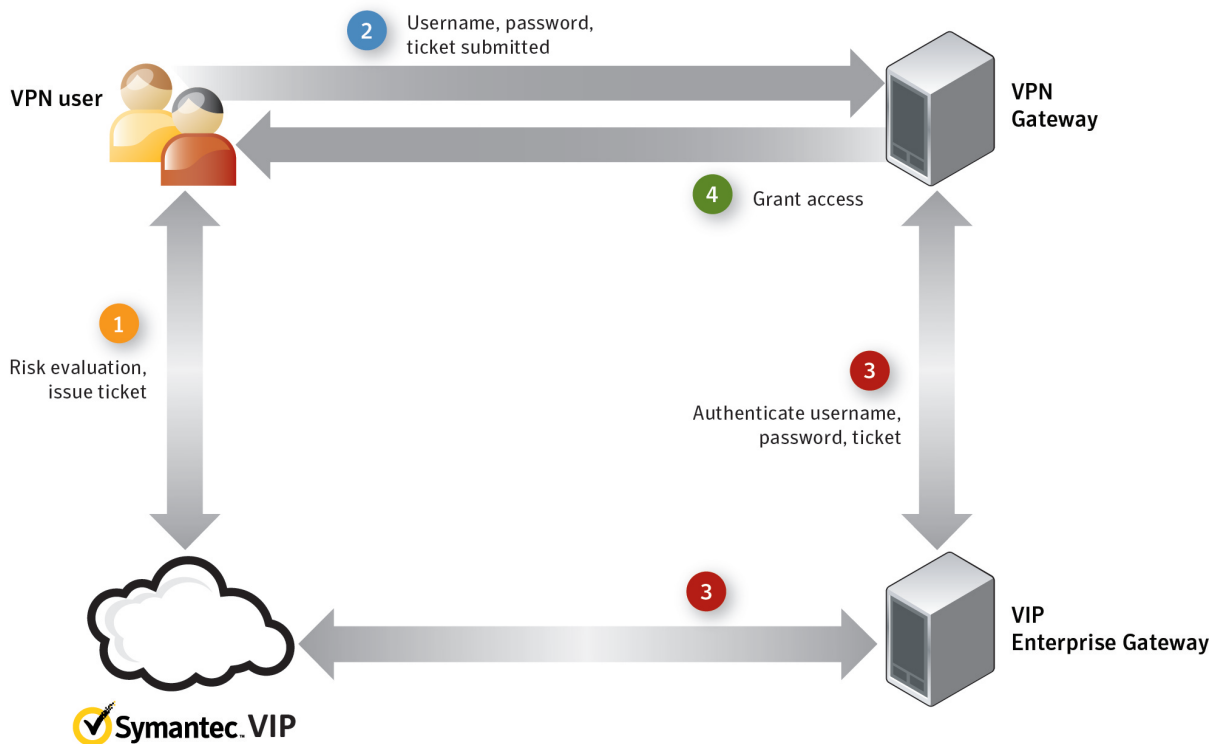 2
Username, password,
ticket submitted
VPN user
VPN
Gateway
4
Grant access
1
Risk evaluation,
issue ticket
3
Authenticate username,
password, ticket
3
VIP
Enterprise Gateway
Symantec™ VIP